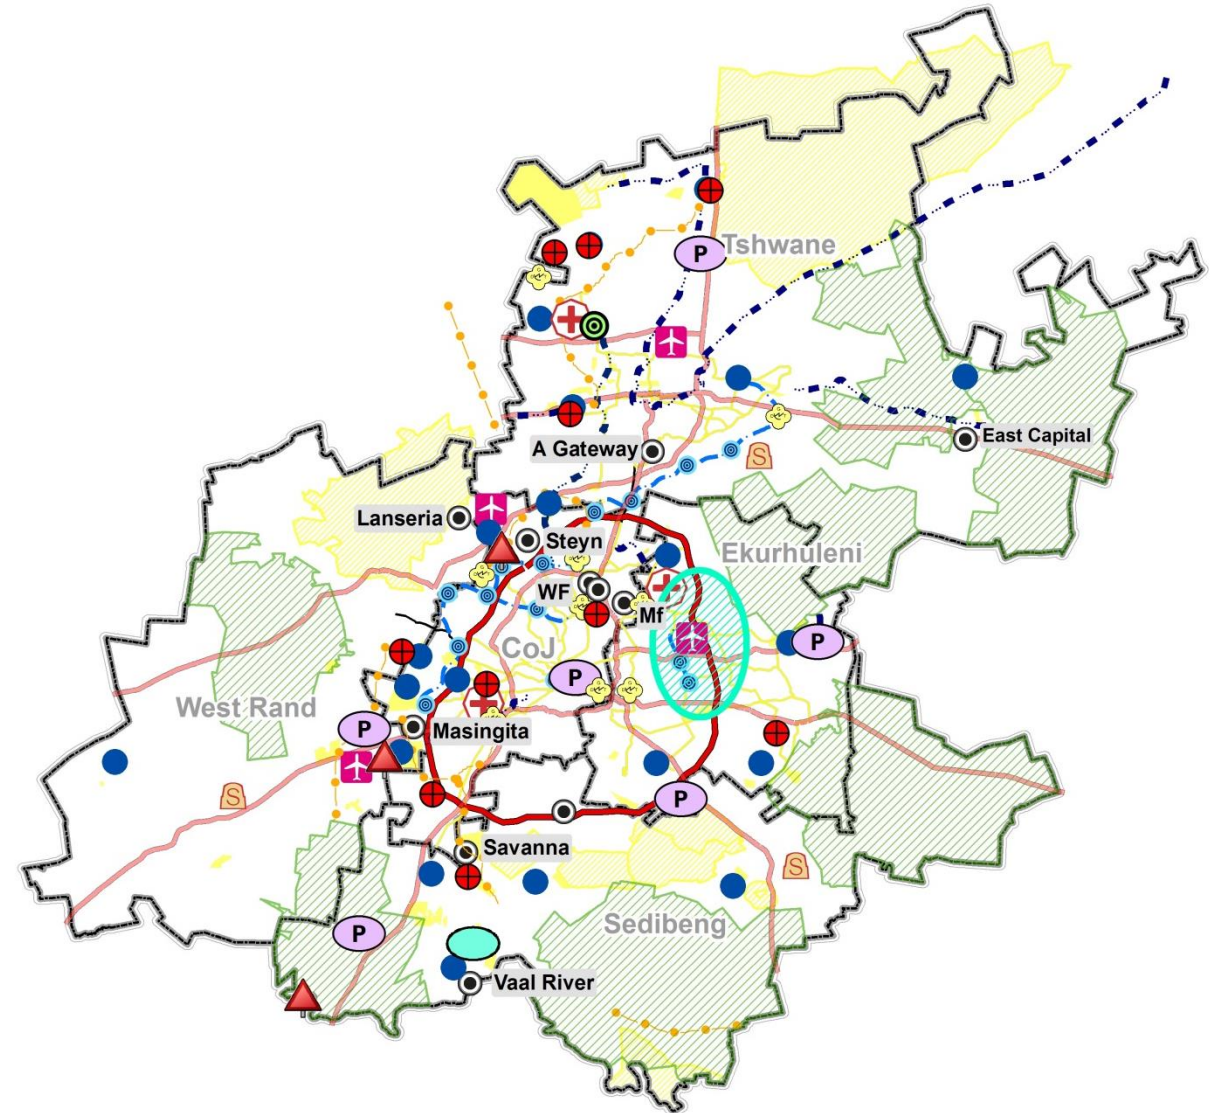 P
Tshwane
East Capital
A Gateway
S
Lanseria
Steyn
Ekurhuleni
WF
Mf
P
CoJ
P
West Rand
P
Masingita
S
P
Savanna
S
Sedibeng
P
Vaal River